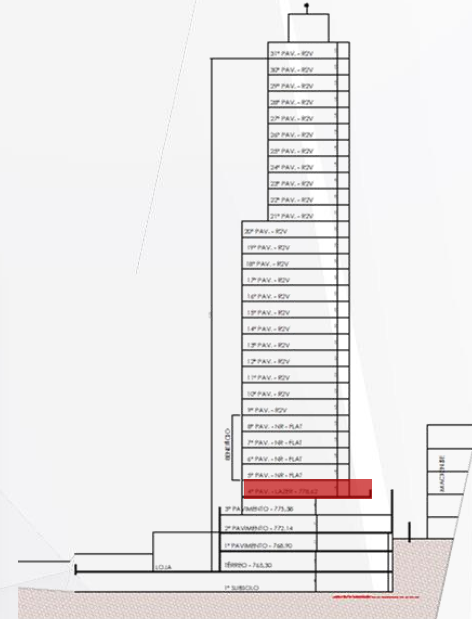 31º PAV. - R2V
30º PAV. - R2V
29º PAV. - R2V
28º PAV. - R2V
27º PAV. - R2V
26º PAV. - R2V
25º PAV. - R2V
24º PAV. - R2V
23º PAV. - R2V
22º PAV. - R2V
21º PAV. - R2V
20º PAV. - R2V
19º PAV. - R2V
18º PAV. - R2V
17º PAV. - R2V
16º PAV. - R2V
15º PAV. - R2V
14º PAV. - R2V
13º PAV. - R2V
12º PAV. - R2V
11º PAV. - R2V
10º PAV. - R2V
9º PAV. - R2V
8º PAV. - NR - FLAT
7º PAV. - NR - FLAT
6º PAV. - NR - FLAT
5º PAV. - NR - FLAT
BENEFÍCIO
4º PAV. - LAZER - 778,62
3º PAVIMENTO - 775,38
2º PAVIMENTO - 772,14
1º PAVIMENTO - 768,90
TÉRREO - 765,30
LOJA
1º SUBSOLO
MACKENZIE